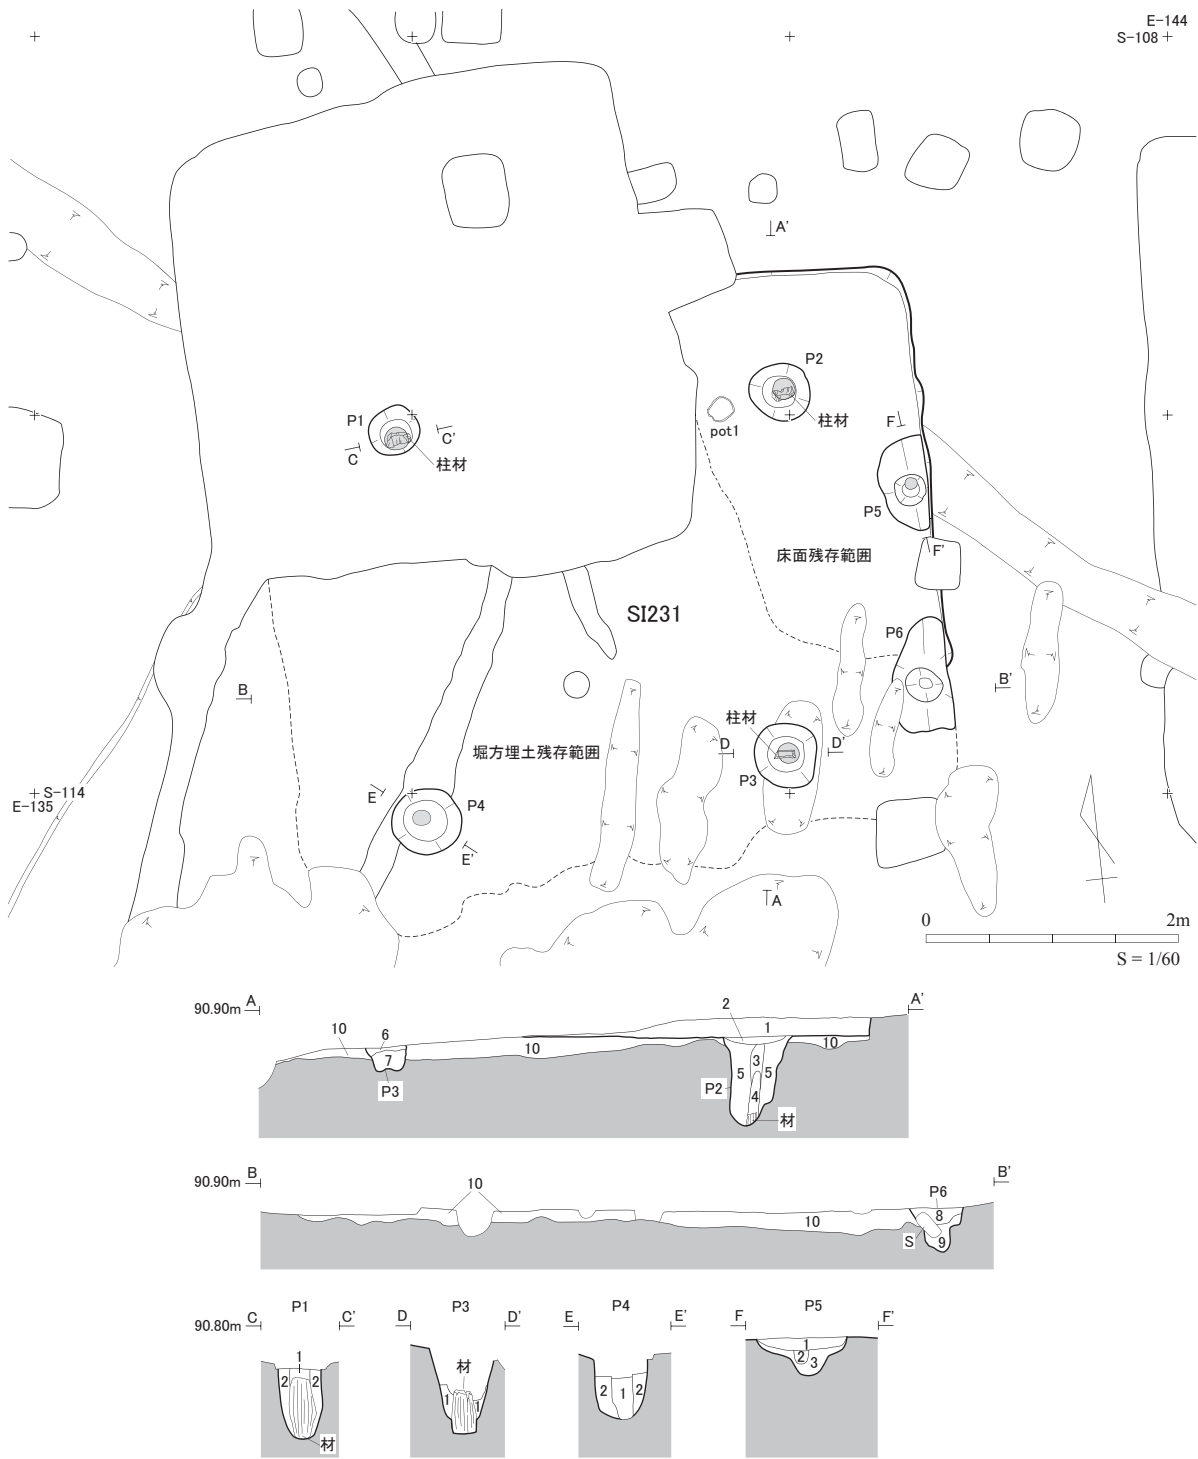 E-144
S-108
A'
P2
P1
柱材
F
C'
pot1
C
柱材
P5
F'
床面残存範囲
SI231
P6
B
B'
柱材
D
D'
堀方埋土残存範囲
P3
S-114
E-135
E
P4
E'
A
0
2m
S = 1/60
90.90m
A
A'
2
1
10
6
10
10
7
5
3
5
P3
P2
4
材
90.90m
B
B'
10
P6
8
10
S
9
P1
P3
P4
P5
90.80m
C
C'
D
D'
E
E'
F
F'
1
材
1
2
2
2
3
1
1
2
1
2
材